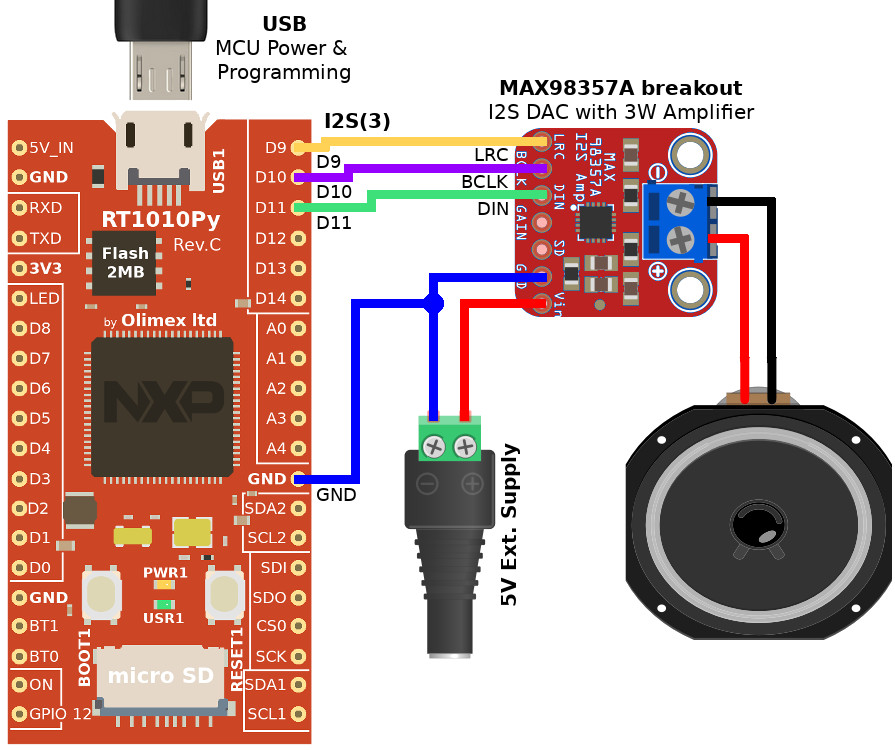 USB
MCU Power &
Programming
MAX98357A breakout
I2S DAC with 3W Amplifier
I2S(3)
5V_IN
GND
RXD
TXD
3V3
LED
D8
D7
D6
D5
D4
D3
D2
D1
D0
GND
BT1
BT0
ON
GPIO 12
USB1
RT1010Py
Rev.C
Flash
2MB
by Olimex ltd
NXP
PWR1
USR1
BOOT1
RESET1
micro SD
D9
D10
D11
D12
D13
D14
A0
A1
A2
A3
A4
GND
SDA2
SCL2
SDI
SDO
CS0
SCK
SDA1
SCL1
D9
D10
D11
GND
LRC
BCLK
DIN
LRC
BCLK
DIN
GAIN
SD
GND
Vin
MAX
98357A
I2S Amp
5V Ext. Supply